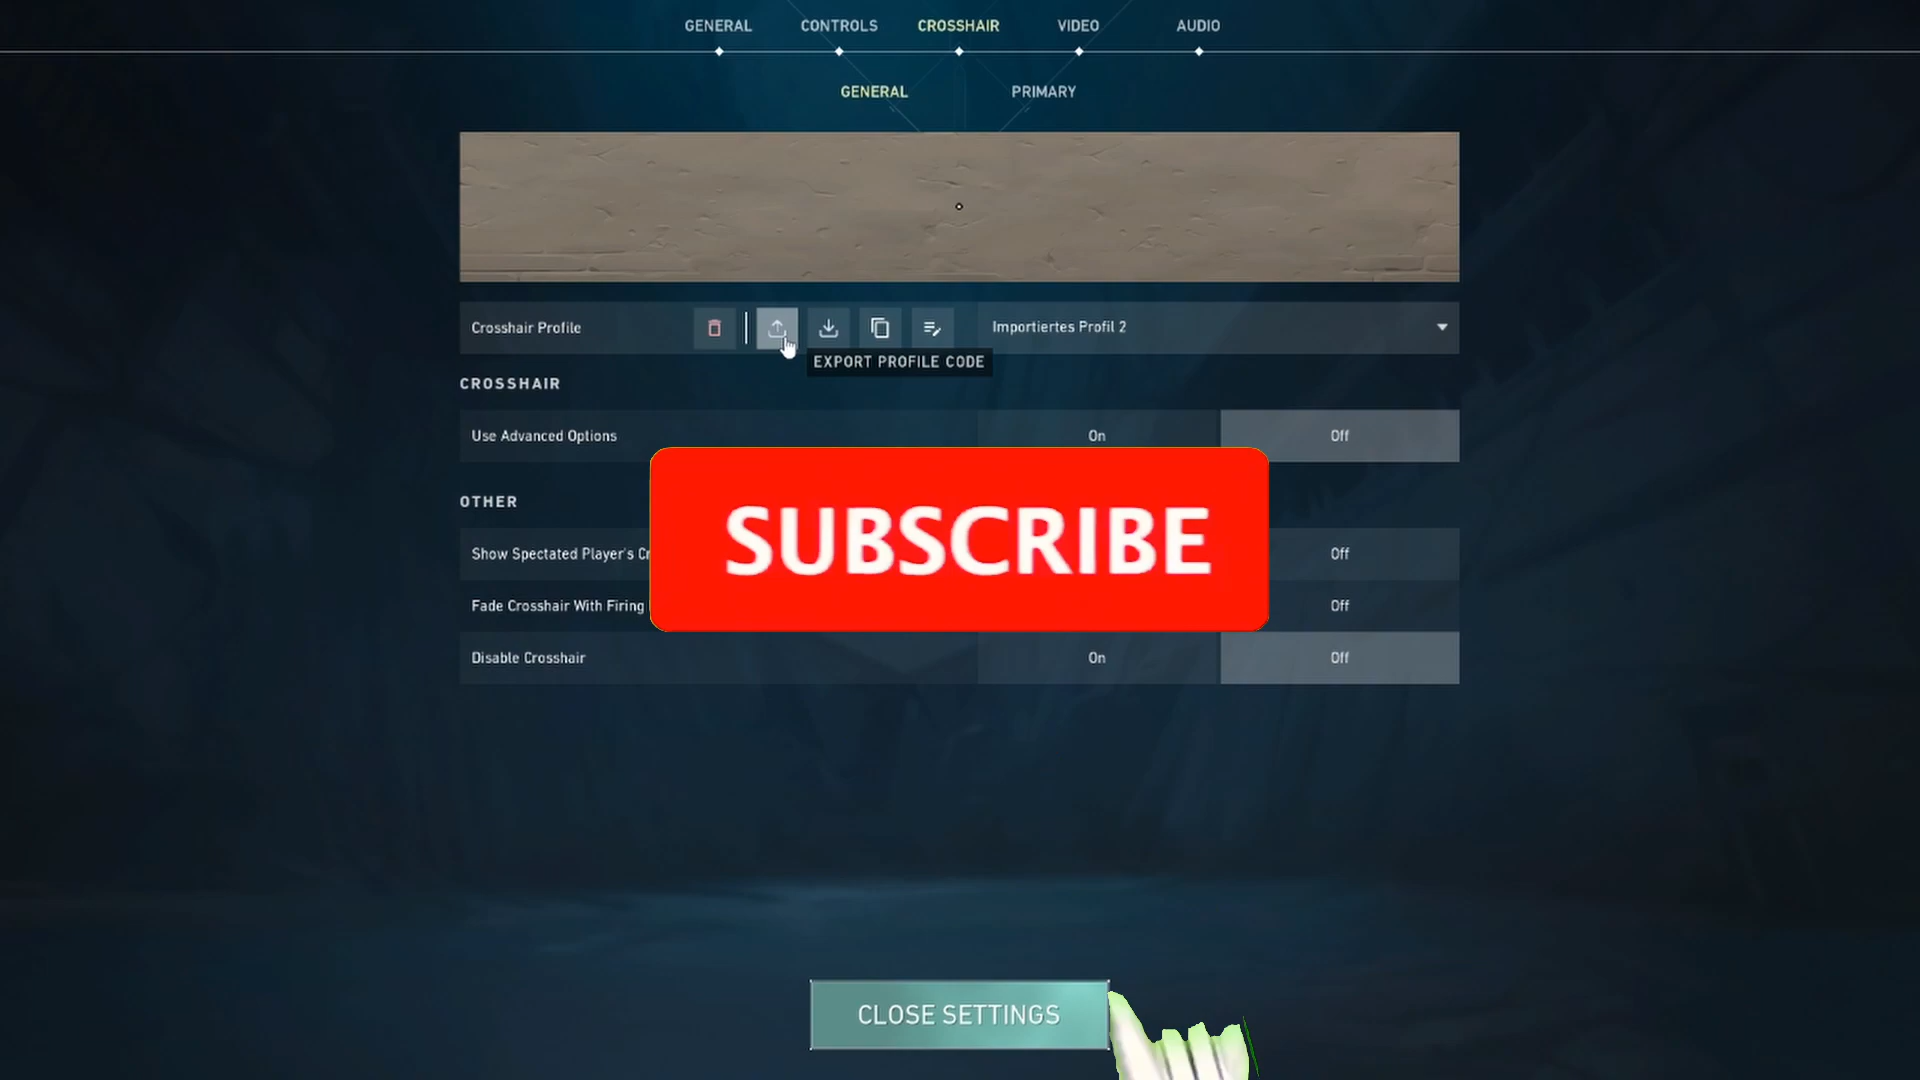 GENERAL CONTROLS CROSSHAIR VIDEO AUDIO
GENERAL PRIMARY
Crosshair Profile Importiertes Profil 2
EXPORT PROFILE CODE
CROSSHAIR
Use Advanced Options On Off
OTHER
SUBSCRIBE
Show Spectated Player's Cr Off
Fade Crosshair With Firing Off
Disable Crosshair On Off
CLOSE SETTINGS